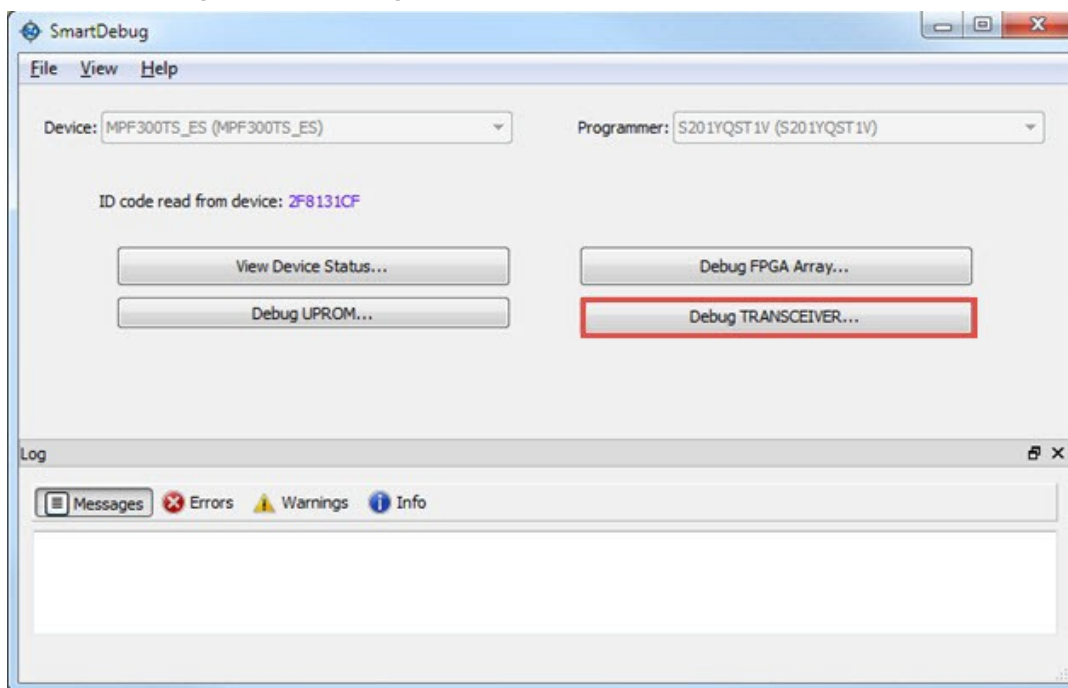 SmartDebug
File View Help
Device: MPF300TS_ES (MPF300TS_ES) Programmer: S201YQST1V (S201YQST1V)
ID code read from device: 2F8131CF
View Device Status... Debug FPGA Array...
Debug UPROM... Debug TRANSCEIVER...
Log
Messages Errors Warnings Info